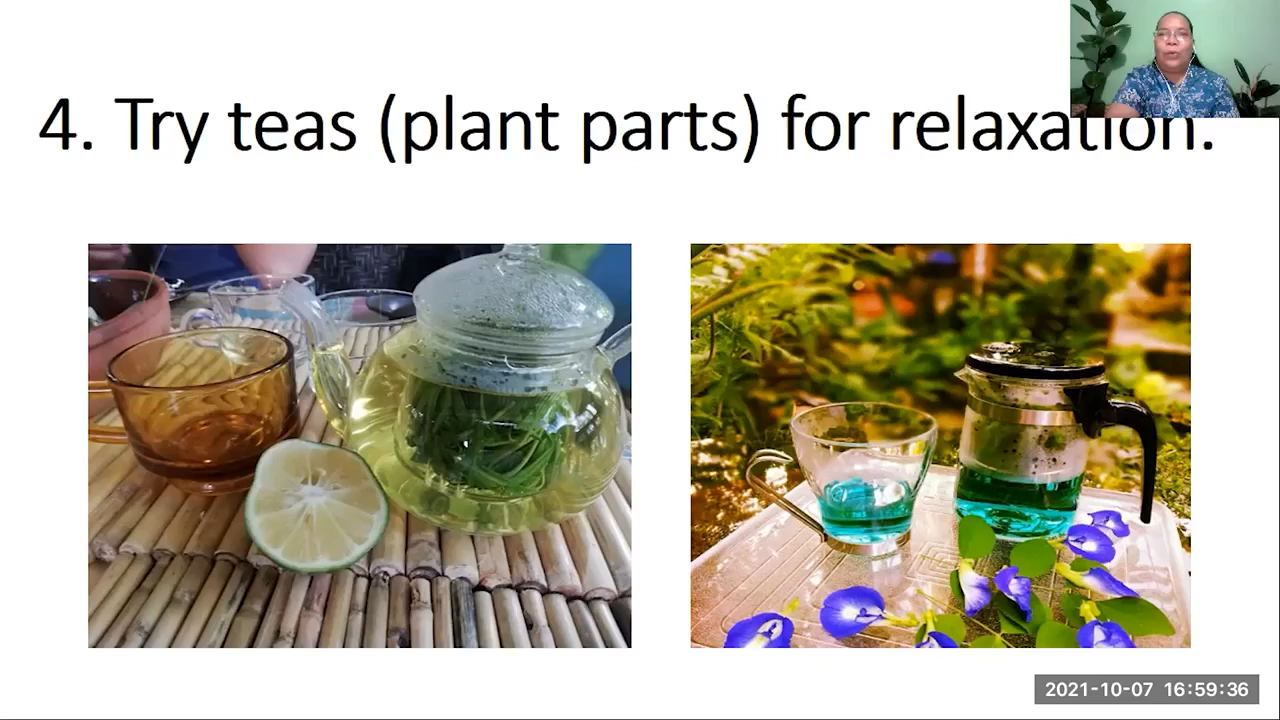 4. Try teas (plant parts) for relaxation.
2021-10-07 16:59:36